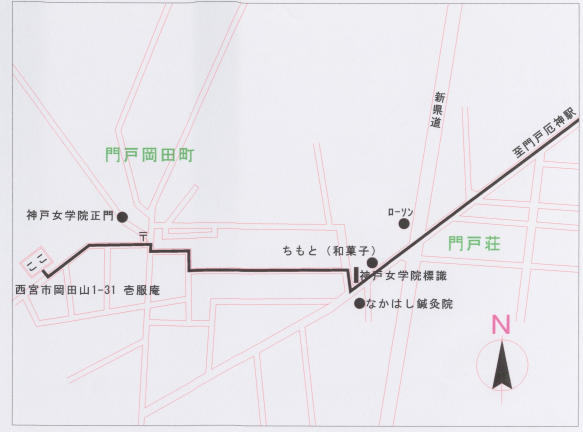 新県道
至門戸厄神駅
門戸岡田町
神戸女学院正門
〒
ローソン
門戸荘
ちもと（和菓子）
神戸女学院標識
ココ
西宮市岡田山1-31 壱服庵
なかはし鍼灸院
N